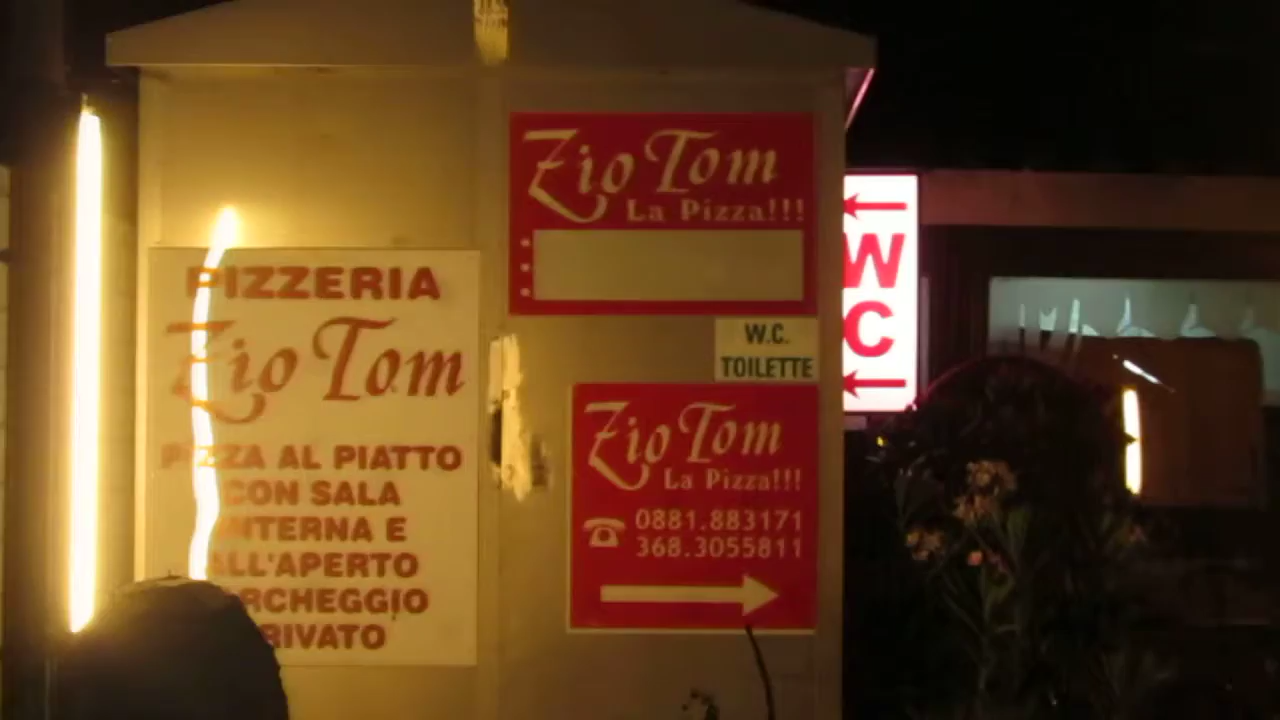 PIZZERIA
Zio Tom
PIZZA AL PIATTO
CON SALA
INTERNA E
ALL'APERTO
PARCHEGGIO
PRIVATO
Zio Tom
La Pizza!!!
W.C.
TOILETTE
Zio Tom
La Pizza!!!
0881.883171
368.3055811
W
C